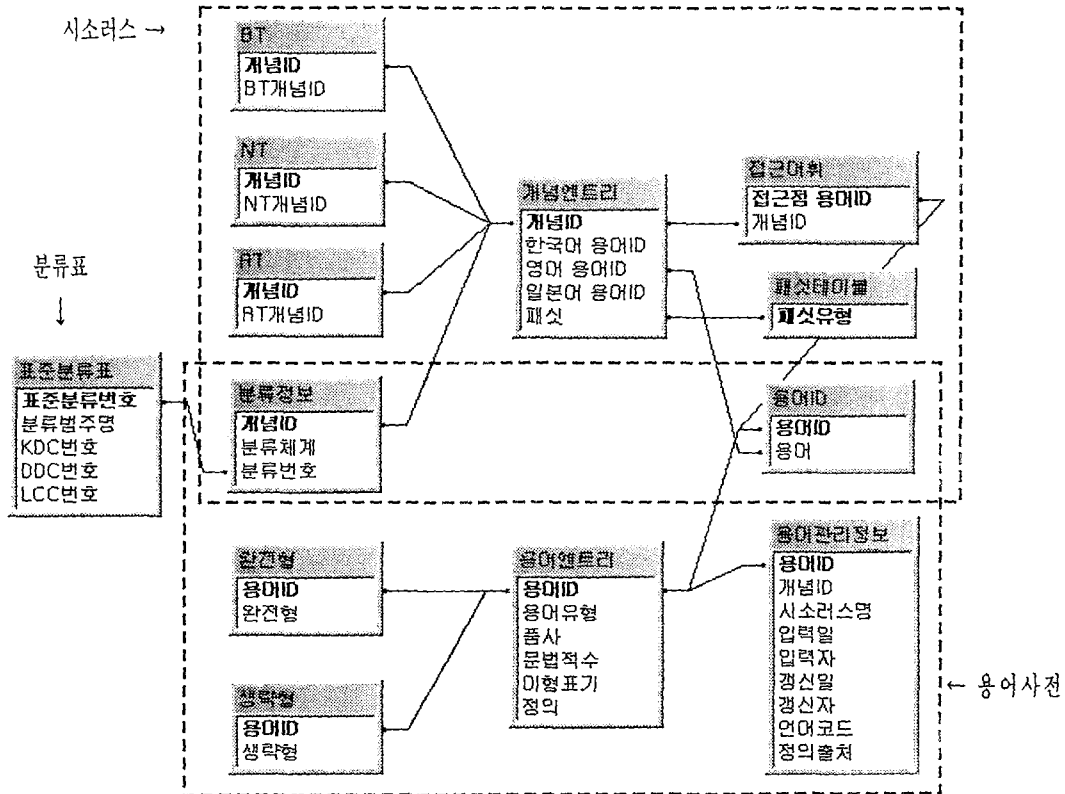 시소러스 →
BT
개념ID
BT개념ID
NT
개념ID
NT개념ID
RT
개념ID
RT개념ID
개념엔트리
개념ID
한국어 용어ID
영어 용어ID
일본어 용어ID
패싯
접근어휘
접근점 용어ID
개념ID
패싯테이블
패싯유형
분류표
↓
표준분류표
표준분류번호
분류범주명
KDC번호
DDC번호
LCC번호
분류정보
개념ID
분류체계
분류번호
용어ID
용어ID
용어
완전형
용어ID
완전형
생략형
용어ID
생략형
용어엔트리
용어ID
용어유형
품사
문법적수
이형표기
정의
용어관리정보
용어ID
개념ID
시소러스명
입력일
입력자
갱신일
갱신자
언어코드
정의출처
← 용어사전